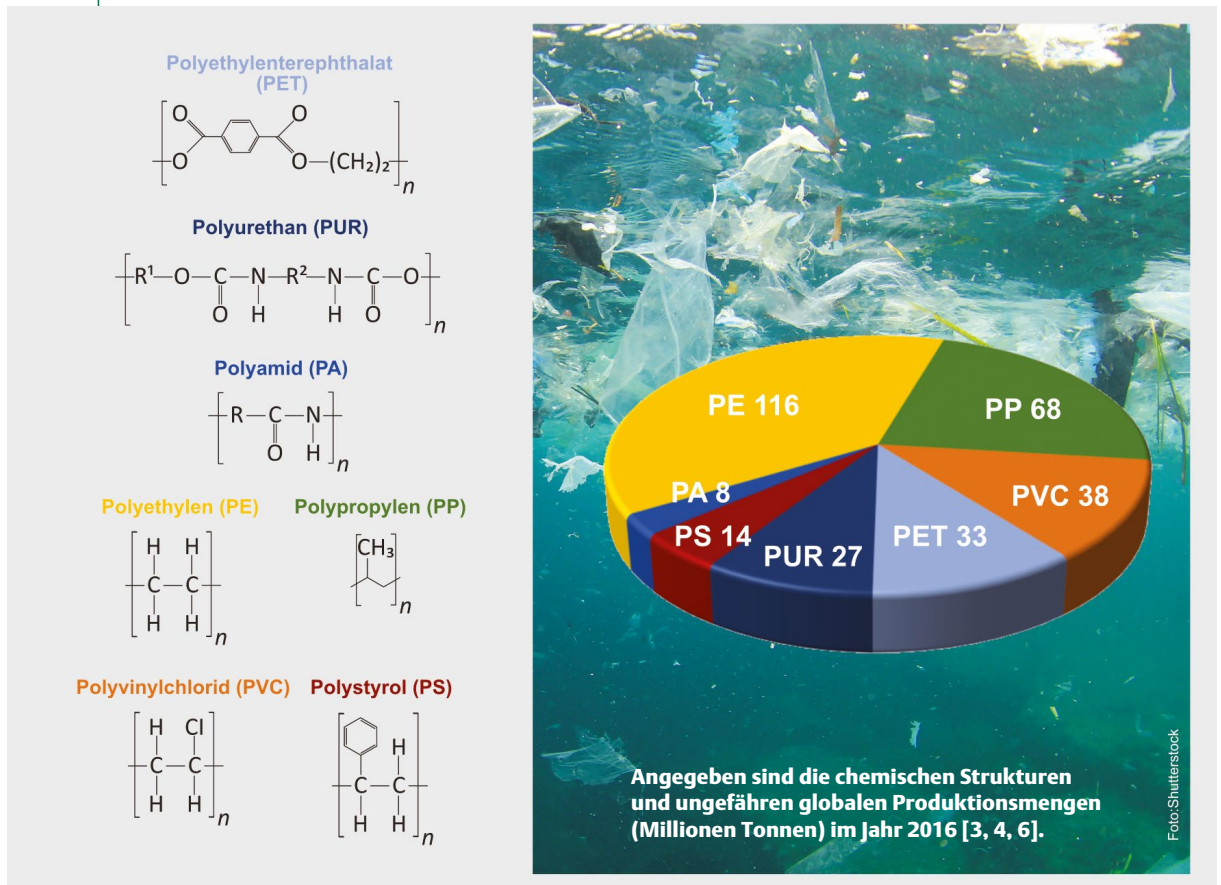 Polyethylenterephthalat
(PET)
O
O
O
O
(CH₂)₂
n
Polyurethan (PUR)
R¹ O C N R² N C O
O H H O
n
Polyamid (PA)
R C N
O H
n
Polyethylen (PE)
H H
C C
H H
n
Polypropylen (PP)
CH₃
n
Polyvinylchlorid (PVC)
H Cl
C C
H H
n
Polystyrol (PS)
H
C C
H H
n
PE 116
PP 68
PA 8
PVC 38
PS 14
PUR 27
PET 33
Angegeben sind die chemischen Strukturen
und ungefähren globalen Produktionsmengen
(Millionen Tonnen) im Jahr 2016 [3, 4, 6].
Foto:Shutterstock